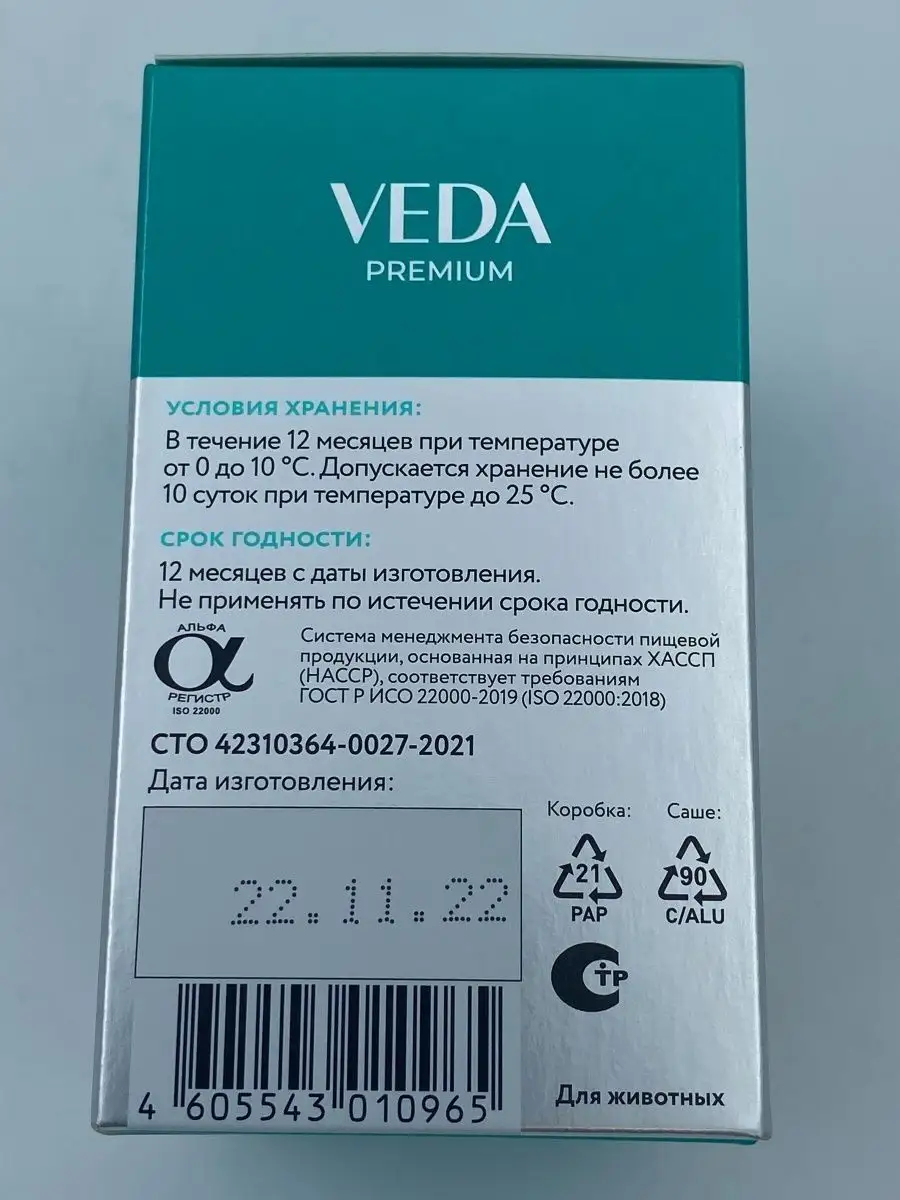 VEDA
PREMIUM
УСЛОВИЯ ХРАНЕНИЯ:
В течение 12 месяцев при температуре
от 0 до 10 °С. Допускается хранение не более
10 суток при температуре до 25 °С.
СРОК ГОДНОСТИ:
12 месяцев с даты изготовления.
Не применять по истечении срока годности.
АЛЬФА
α
РЕГИСТР
ISO 22000
Система менеджмента безопасности пищевой
продукции, основанная на принципах ХАССП
(НАССР), соответствует требованиям
ГОСТ Р ИСО 22000-2019 (ISO 22000:2018)
СТО 42310364-0027-2021
Дата изготовления:
22.11.22
Коробка:
21
PAP
Саше:
90
C/ALU
СТР
4 605543 010965
Для животных